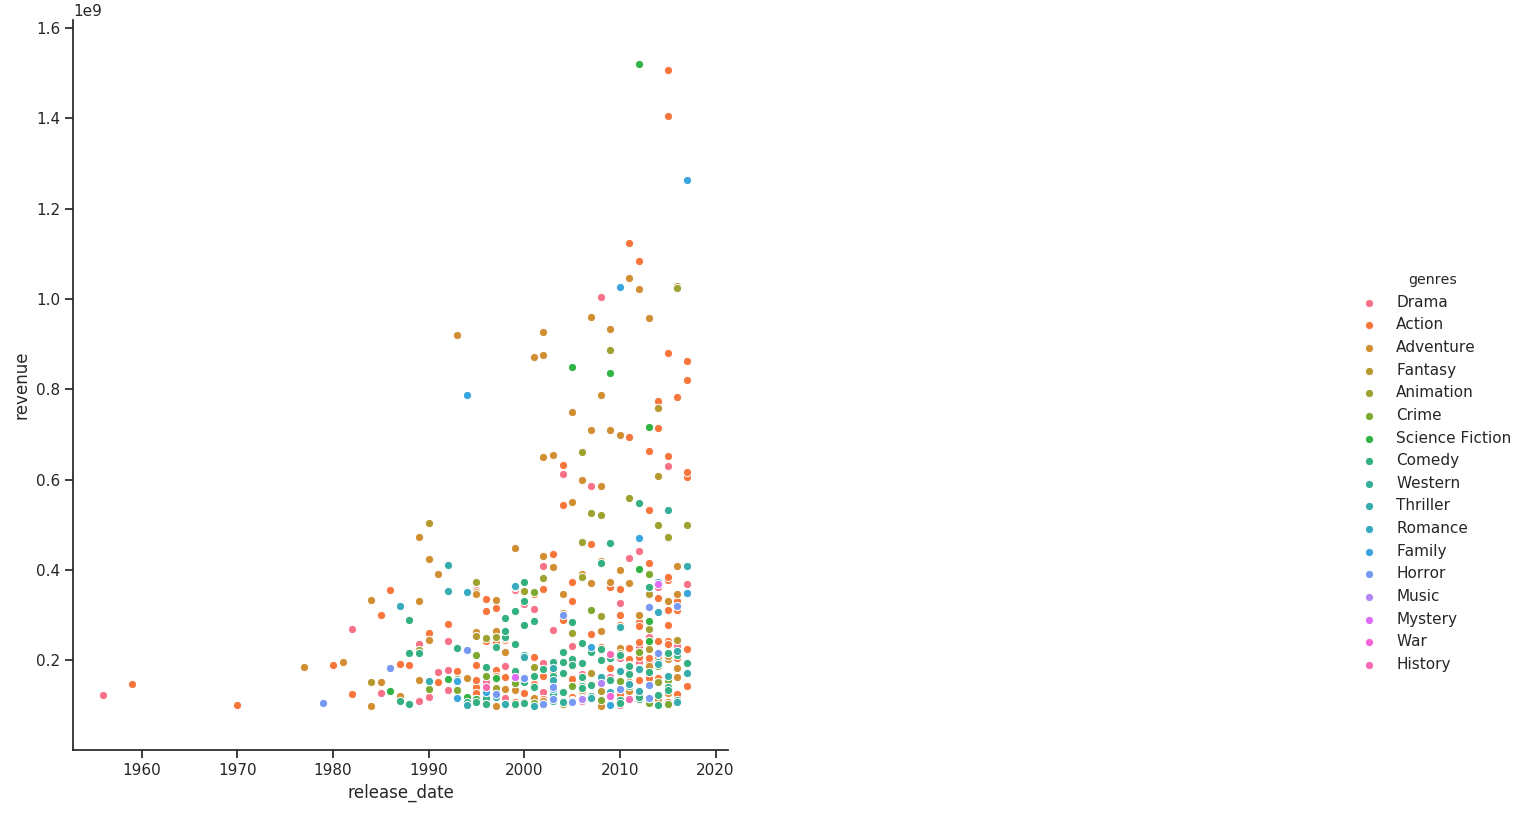 1e9
1.6
1.4
1.2
1.0
0.8
0.6
0.4
0.2
revenue
1960
1970
1980
1990
2000
2010
2020
release_date
genres
Drama
Action
Adventure
Fantasy
Animation
Crime
Science Fiction
Comedy
Western
Thriller
Romance
Family
Horror
Music
Mystery
War
History